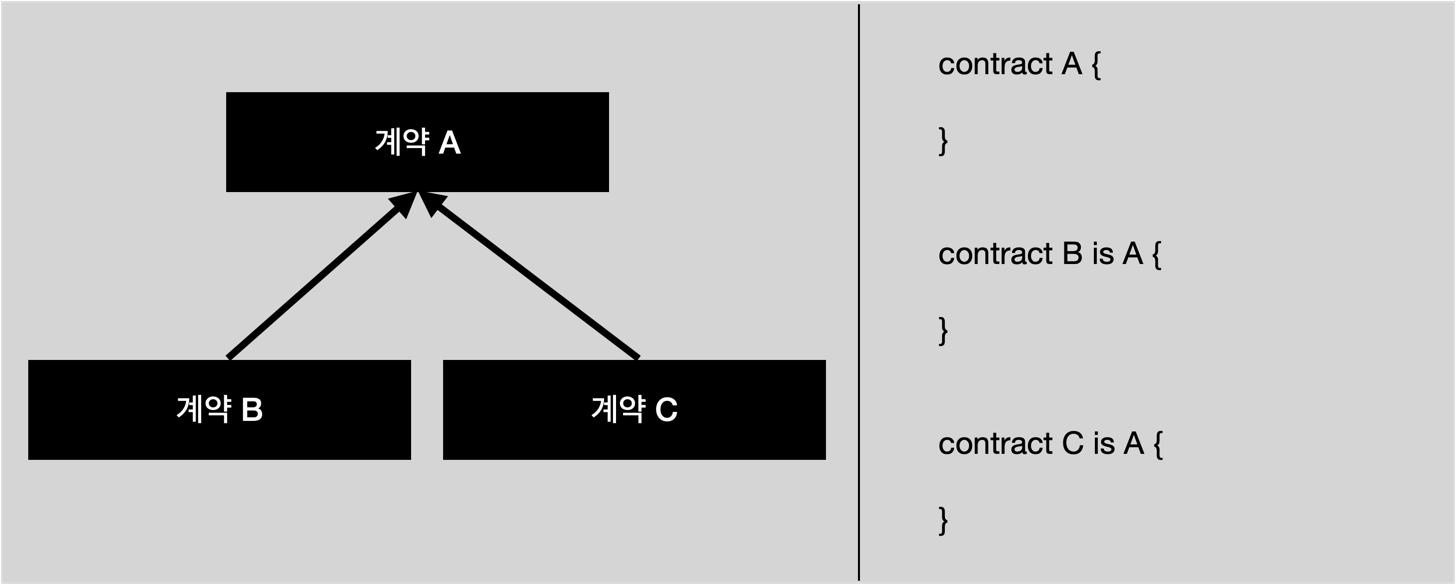 계약 A
계약 B
계약 C
contract A {
}
contract B is A {
}
contract C is A {
}